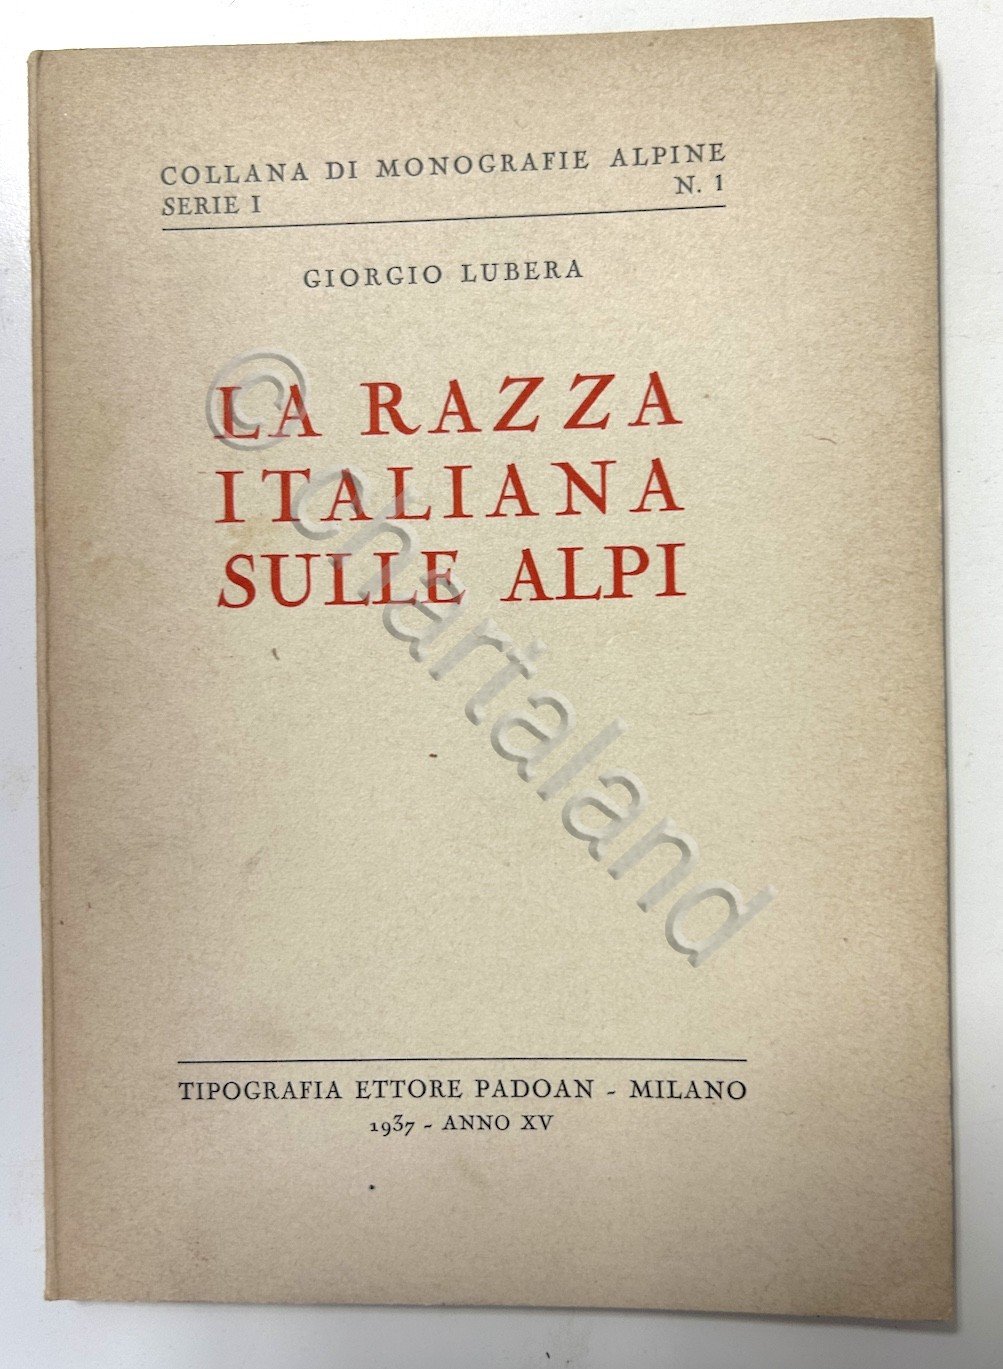 COLLANA DI MONOGRAFIE ALPINE
SERIE I N. 1
GIORGIO LUBERA
LA RAZZA
ITALIANA
SULLE ALPI
© chartaland
TIPOGRAFIA ETTORE PADOAN - MILANO
1937 - ANNO XV